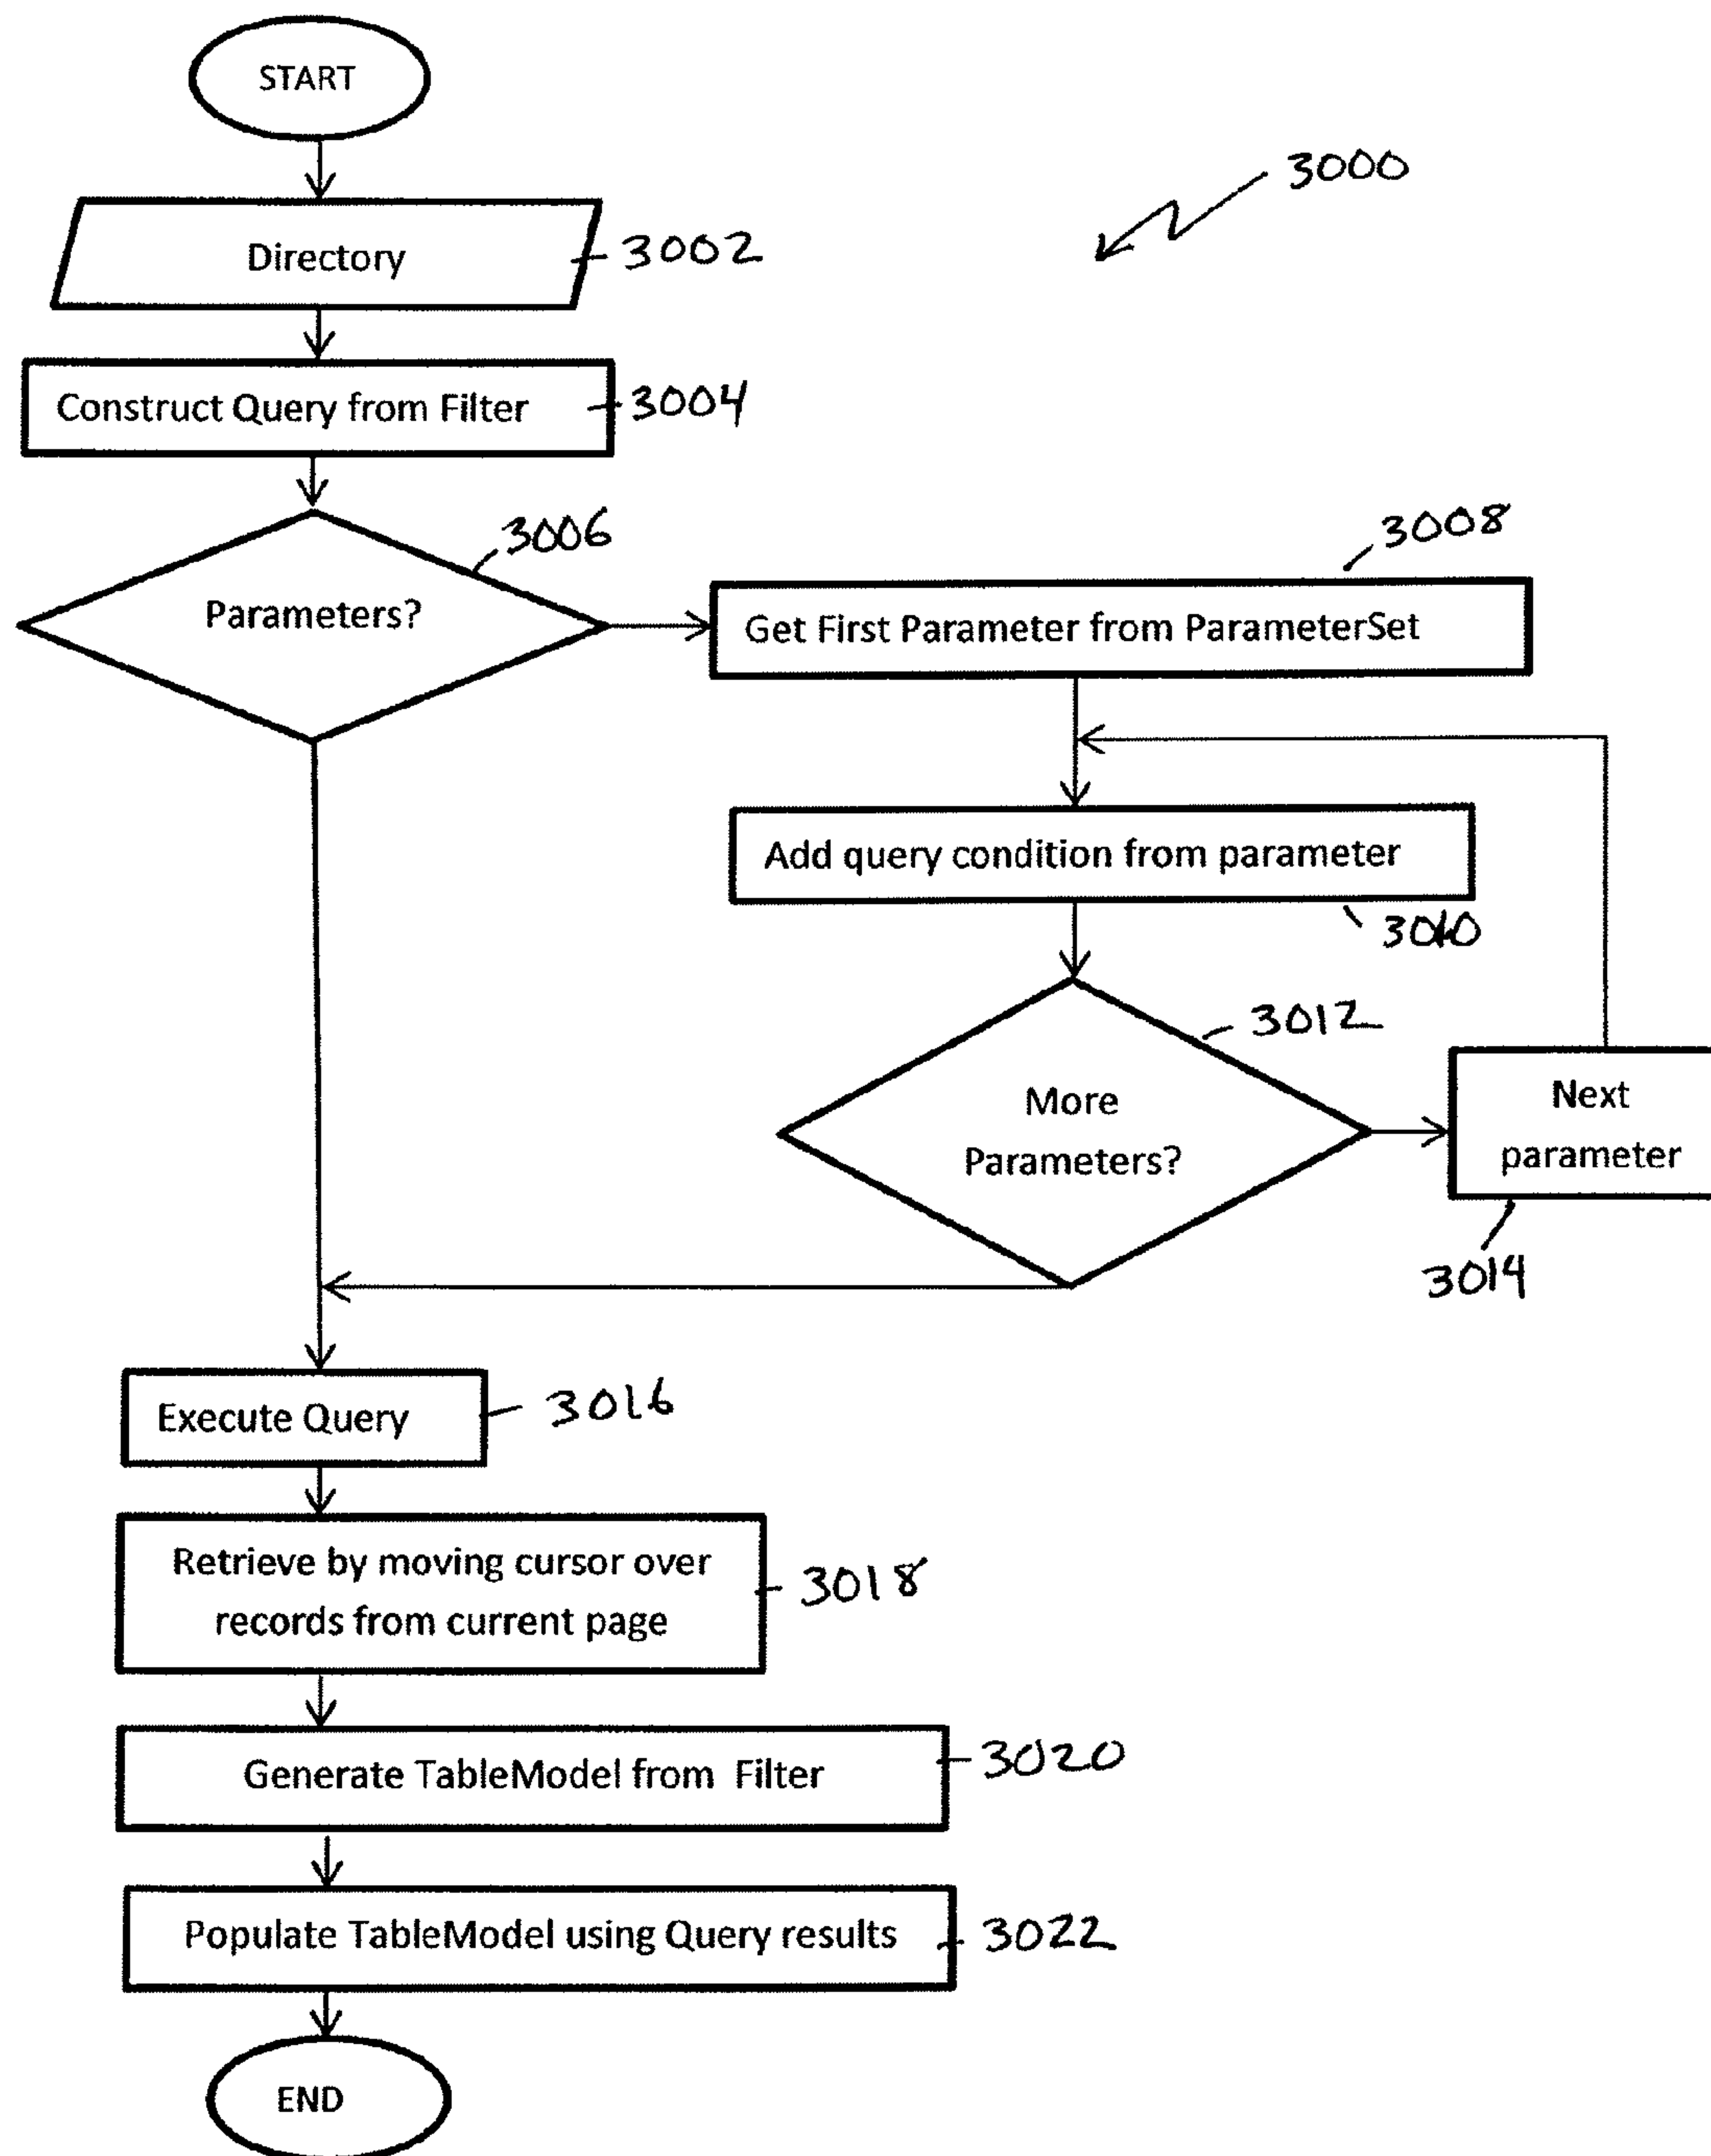 START
3000
Directory
3002
Construct Query from Filter
3004
3006
Parameters?
3008
Get First Parameter from ParameterSet
Add query condition from parameter
3010
3012
More
Parameters?
Next
parameter
3014
Execute Query
3016
Retrieve by moving cursor over
records from current page
3018
Generate TableModel from Filter
3020
Populate TableModel using Query results
3022
END